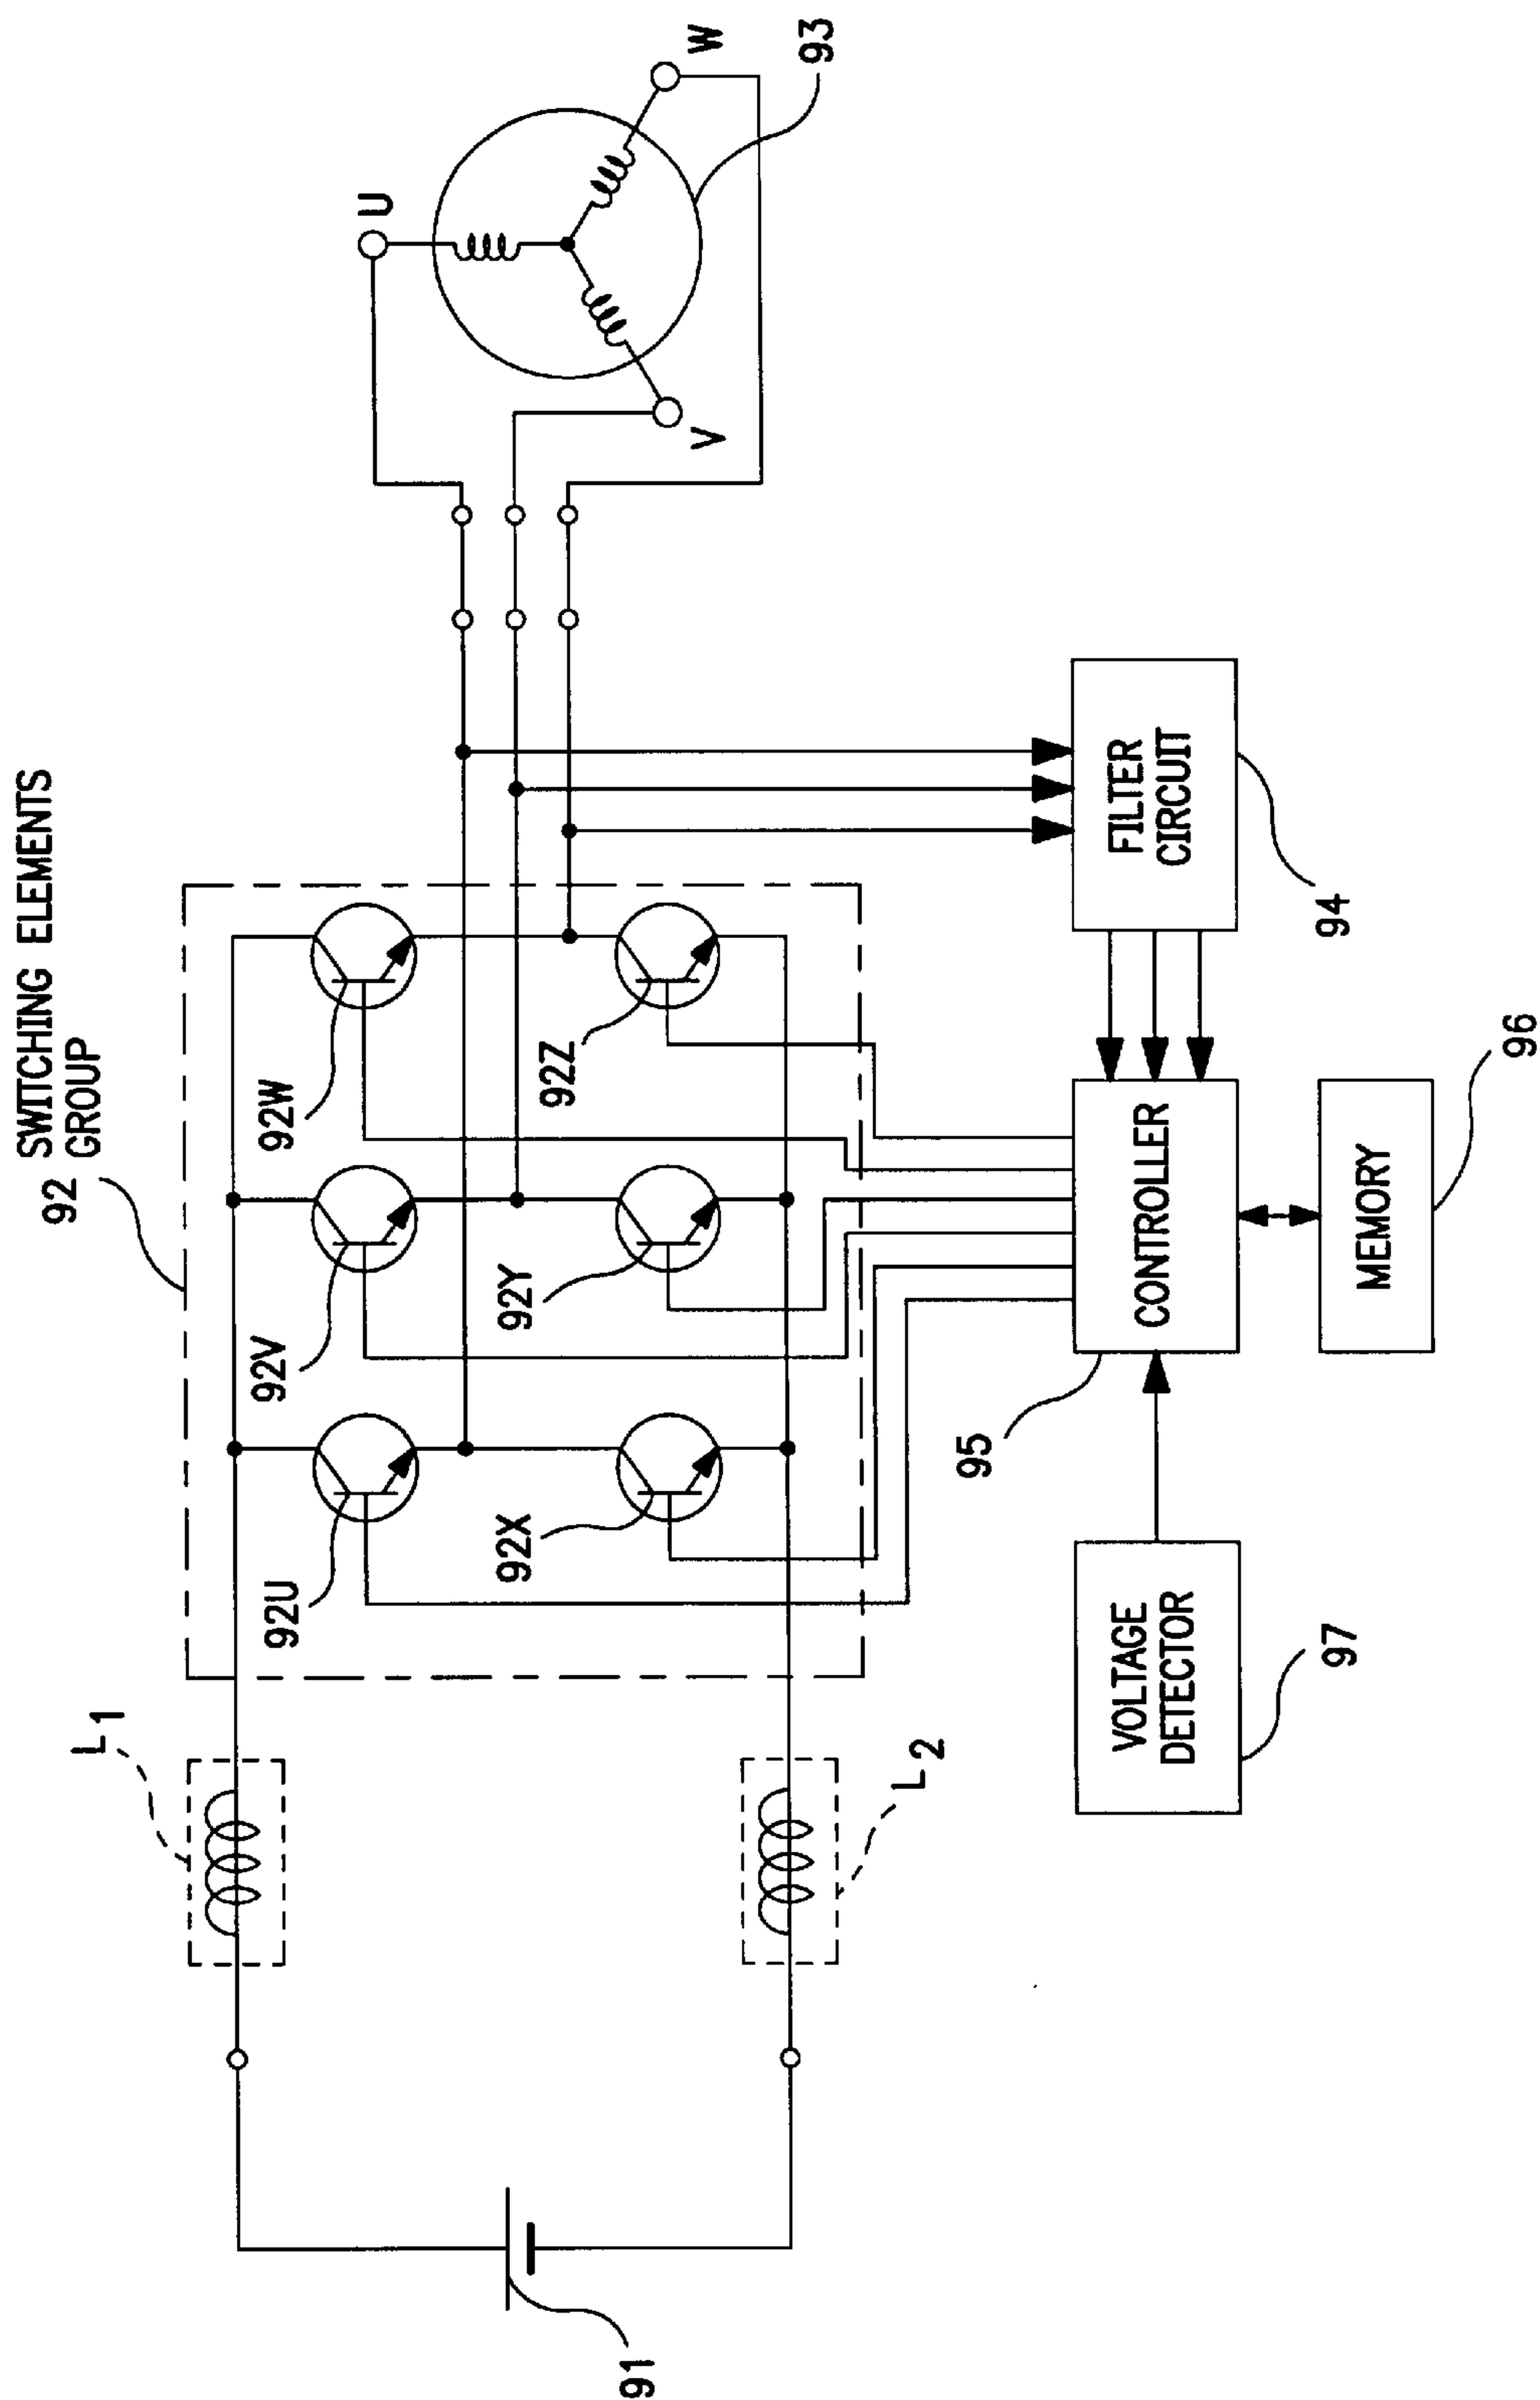 SWITCHING ELEMENTS
GROUP
92
L1
92U
92V
92W
92X
92Y
92Z
L2
U
V
W
93
91
VOLTAGE
DETECTOR
97
CONTROLLER
95
FILTER
CIRCUIT
94
MEMORY
96